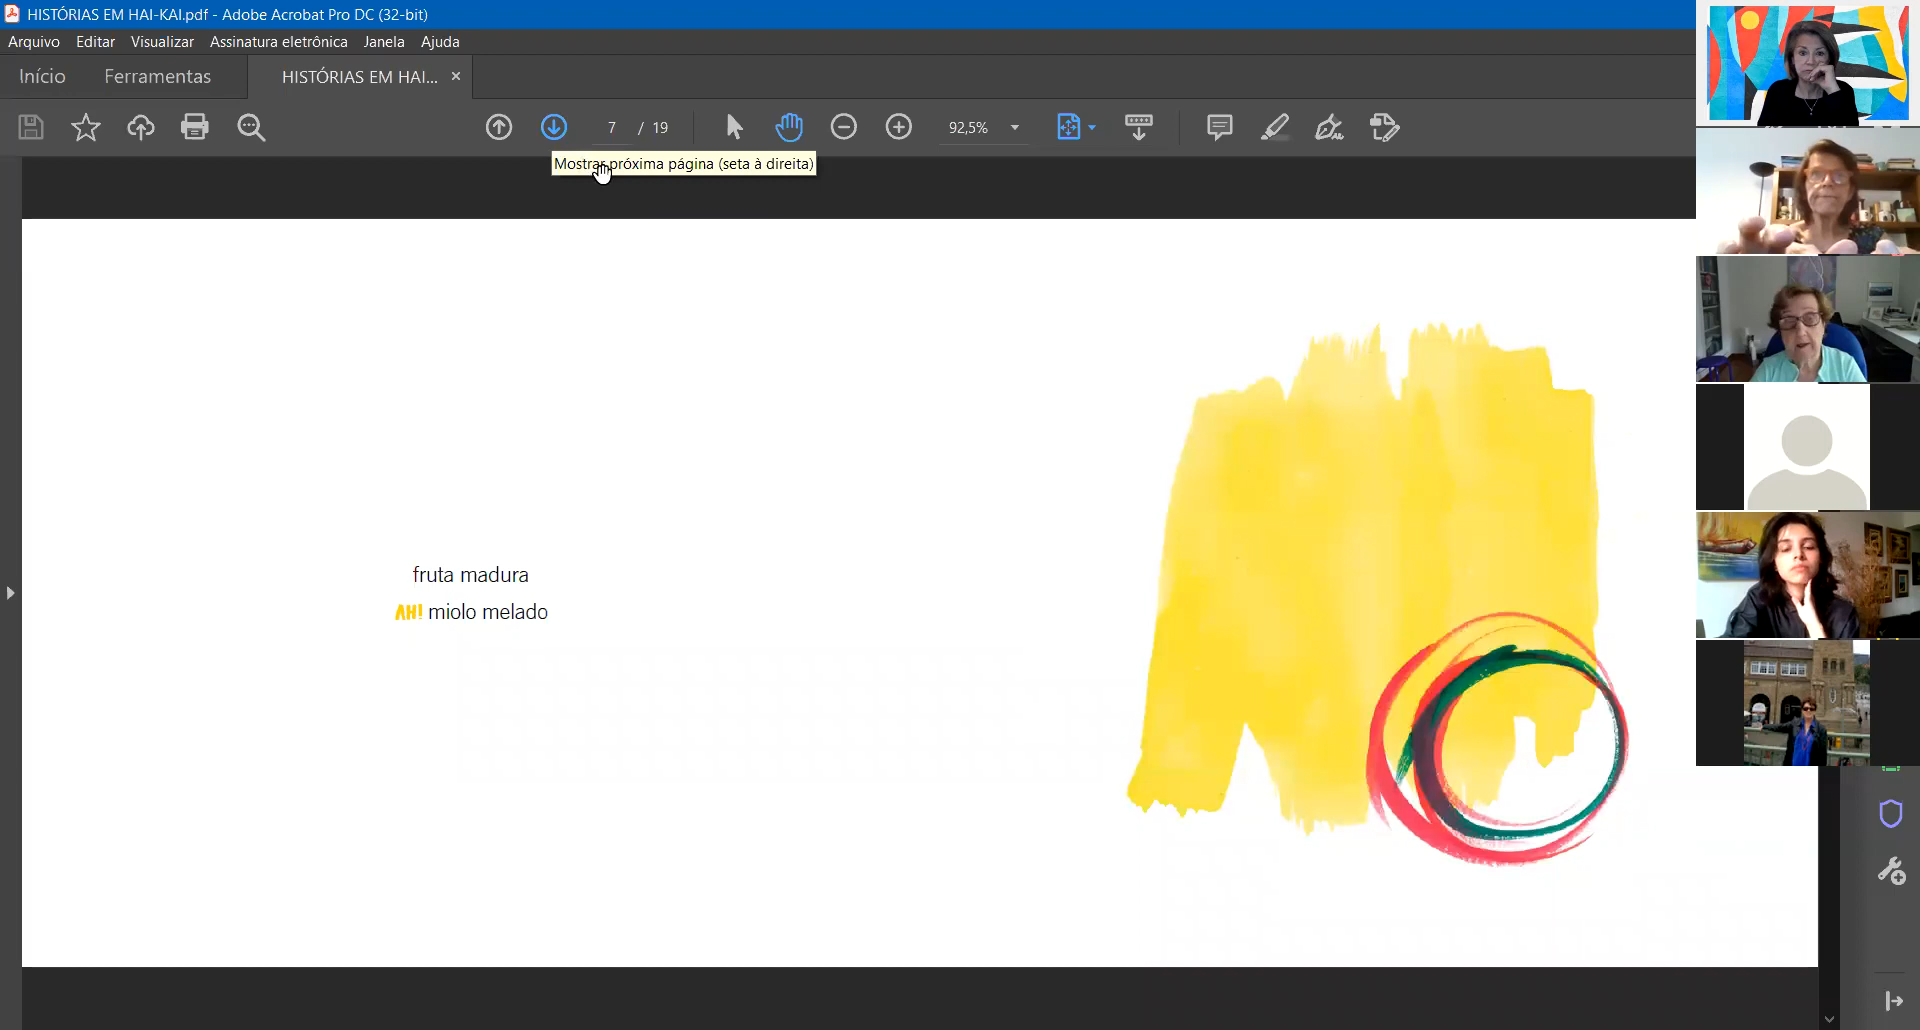 HISTÓRIAS EM HAI-KAI.pdf - Adobe Acrobat Pro DC (32-bit)
Arquivo Editar Visualizar Assinatura eletrônica Janela Ajuda
Início Ferramentas HISTÓRIAS EM HAI... ×
7 / 19 92,5%
Mostrar próxima página (seta à direita)
fruta madura
AH! miolo melado